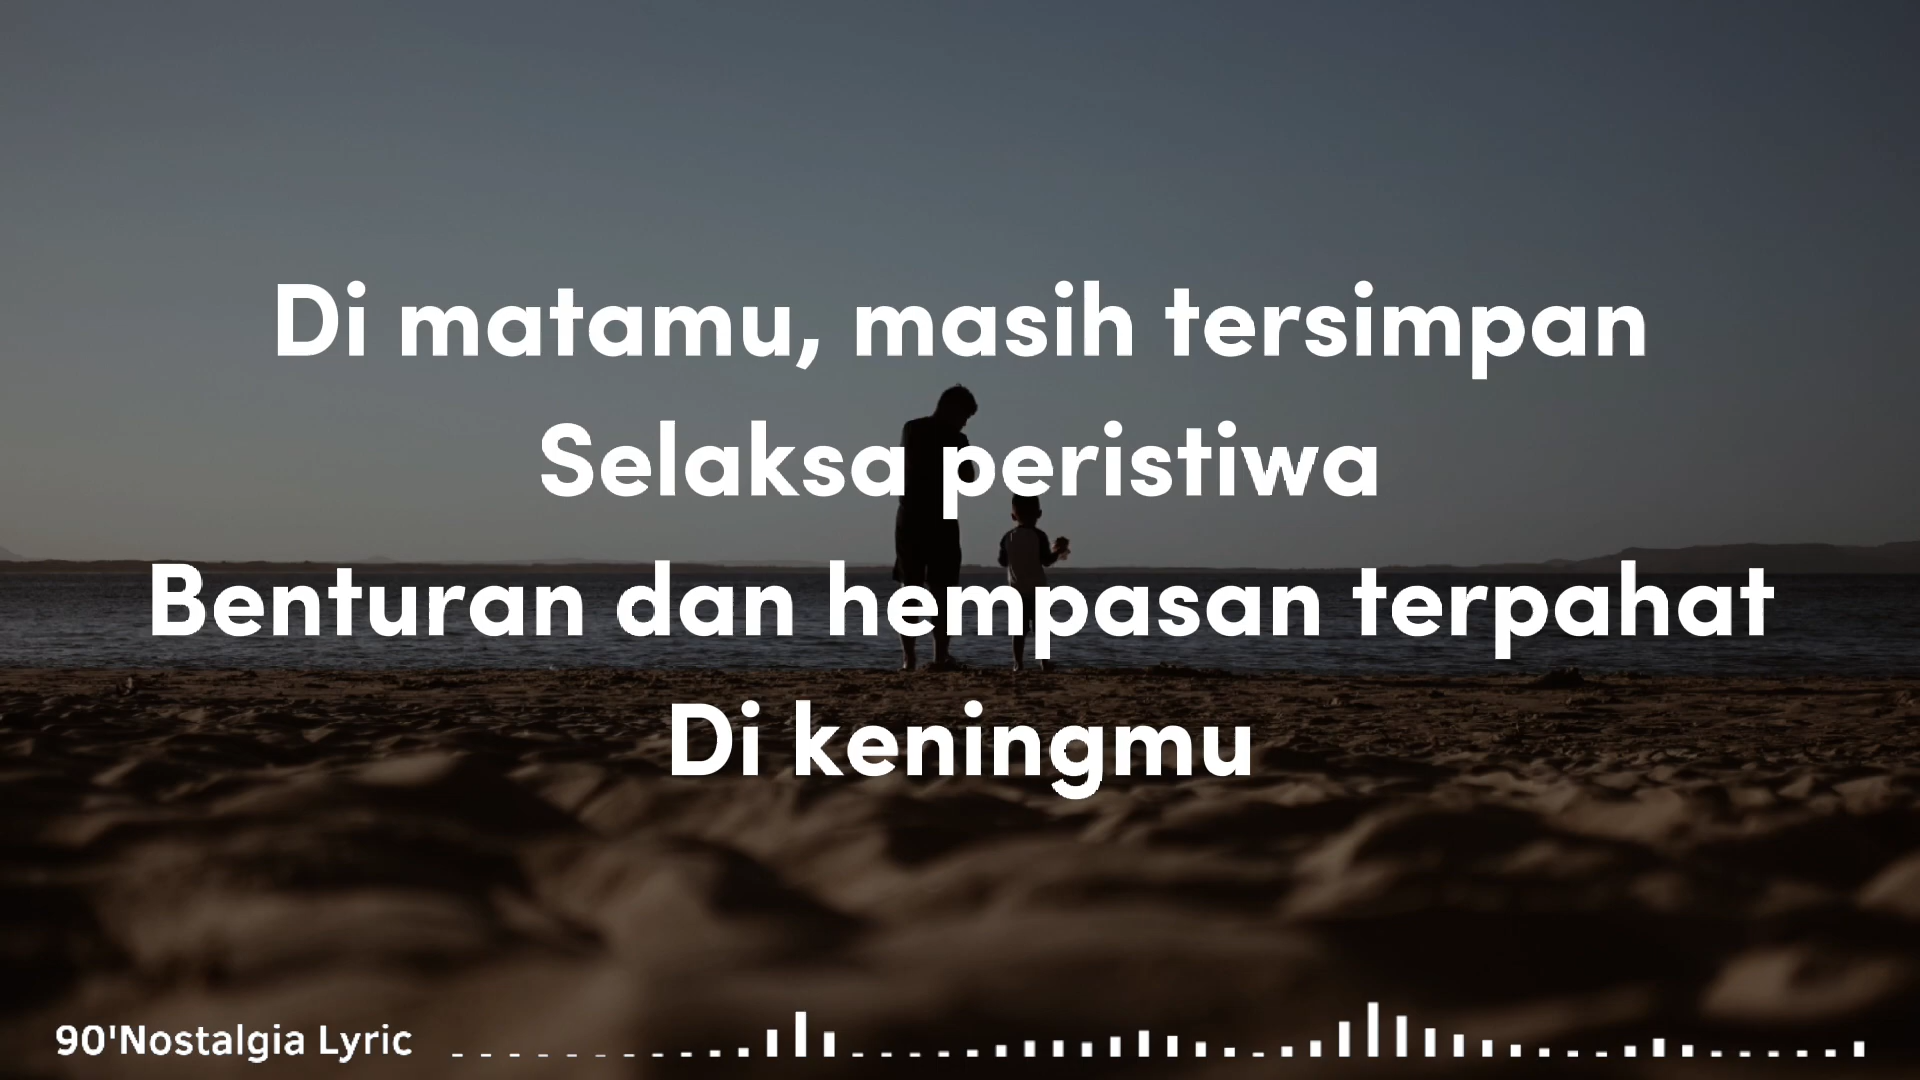 Di matamu, masih tersimpan
Selaksa peristiwa
Benturan dan hempasan terpahat
Di keningmu
90'Nostalgia Lyric